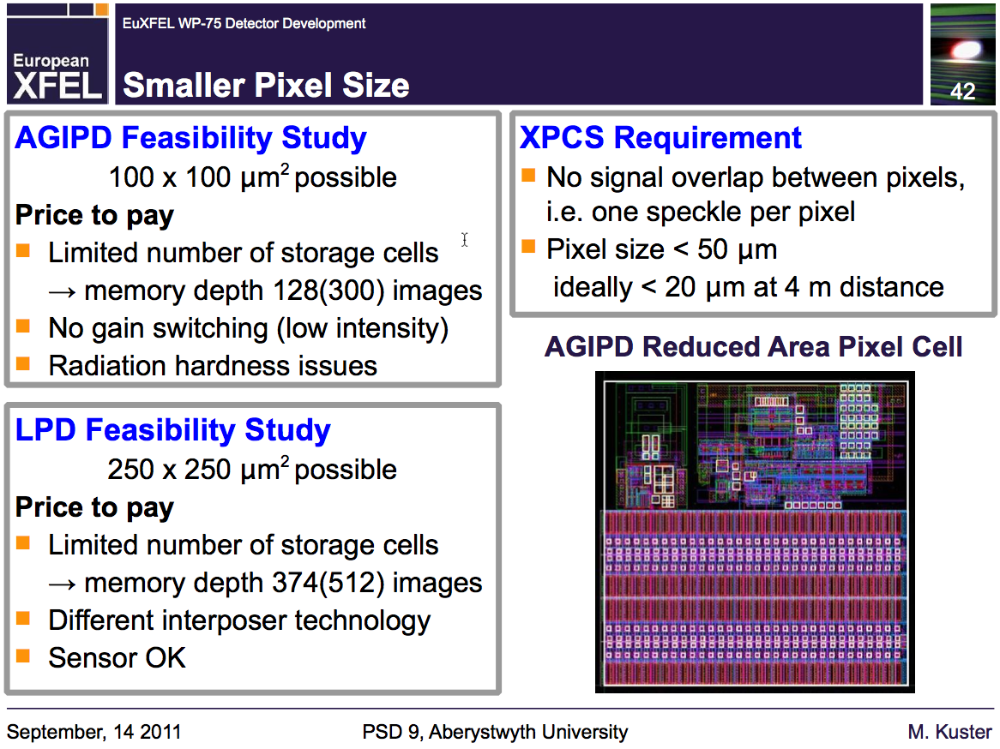 EuXFEL WP-75 Detector Development
European
XFEL
Smaller Pixel Size
42
AGIPD Feasibility Study
100 x 100 µm² possible
Price to pay
Limited number of storage cells
→ memory depth 128(300) images
No gain switching (low intensity)
Radiation hardness issues
LPD Feasibility Study
250 x 250 µm² possible
Price to pay
Limited number of storage cells
→ memory depth 374(512) images
Different interposer technology
Sensor OK
XPCS Requirement
No signal overlap between pixels,
i.e. one speckle per pixel
Pixel size < 50 µm
ideally < 20 µm at 4 m distance
AGIPD Reduced Area Pixel Cell
September, 14 2011
PSD 9, Aberystwyth University
M. Kuster